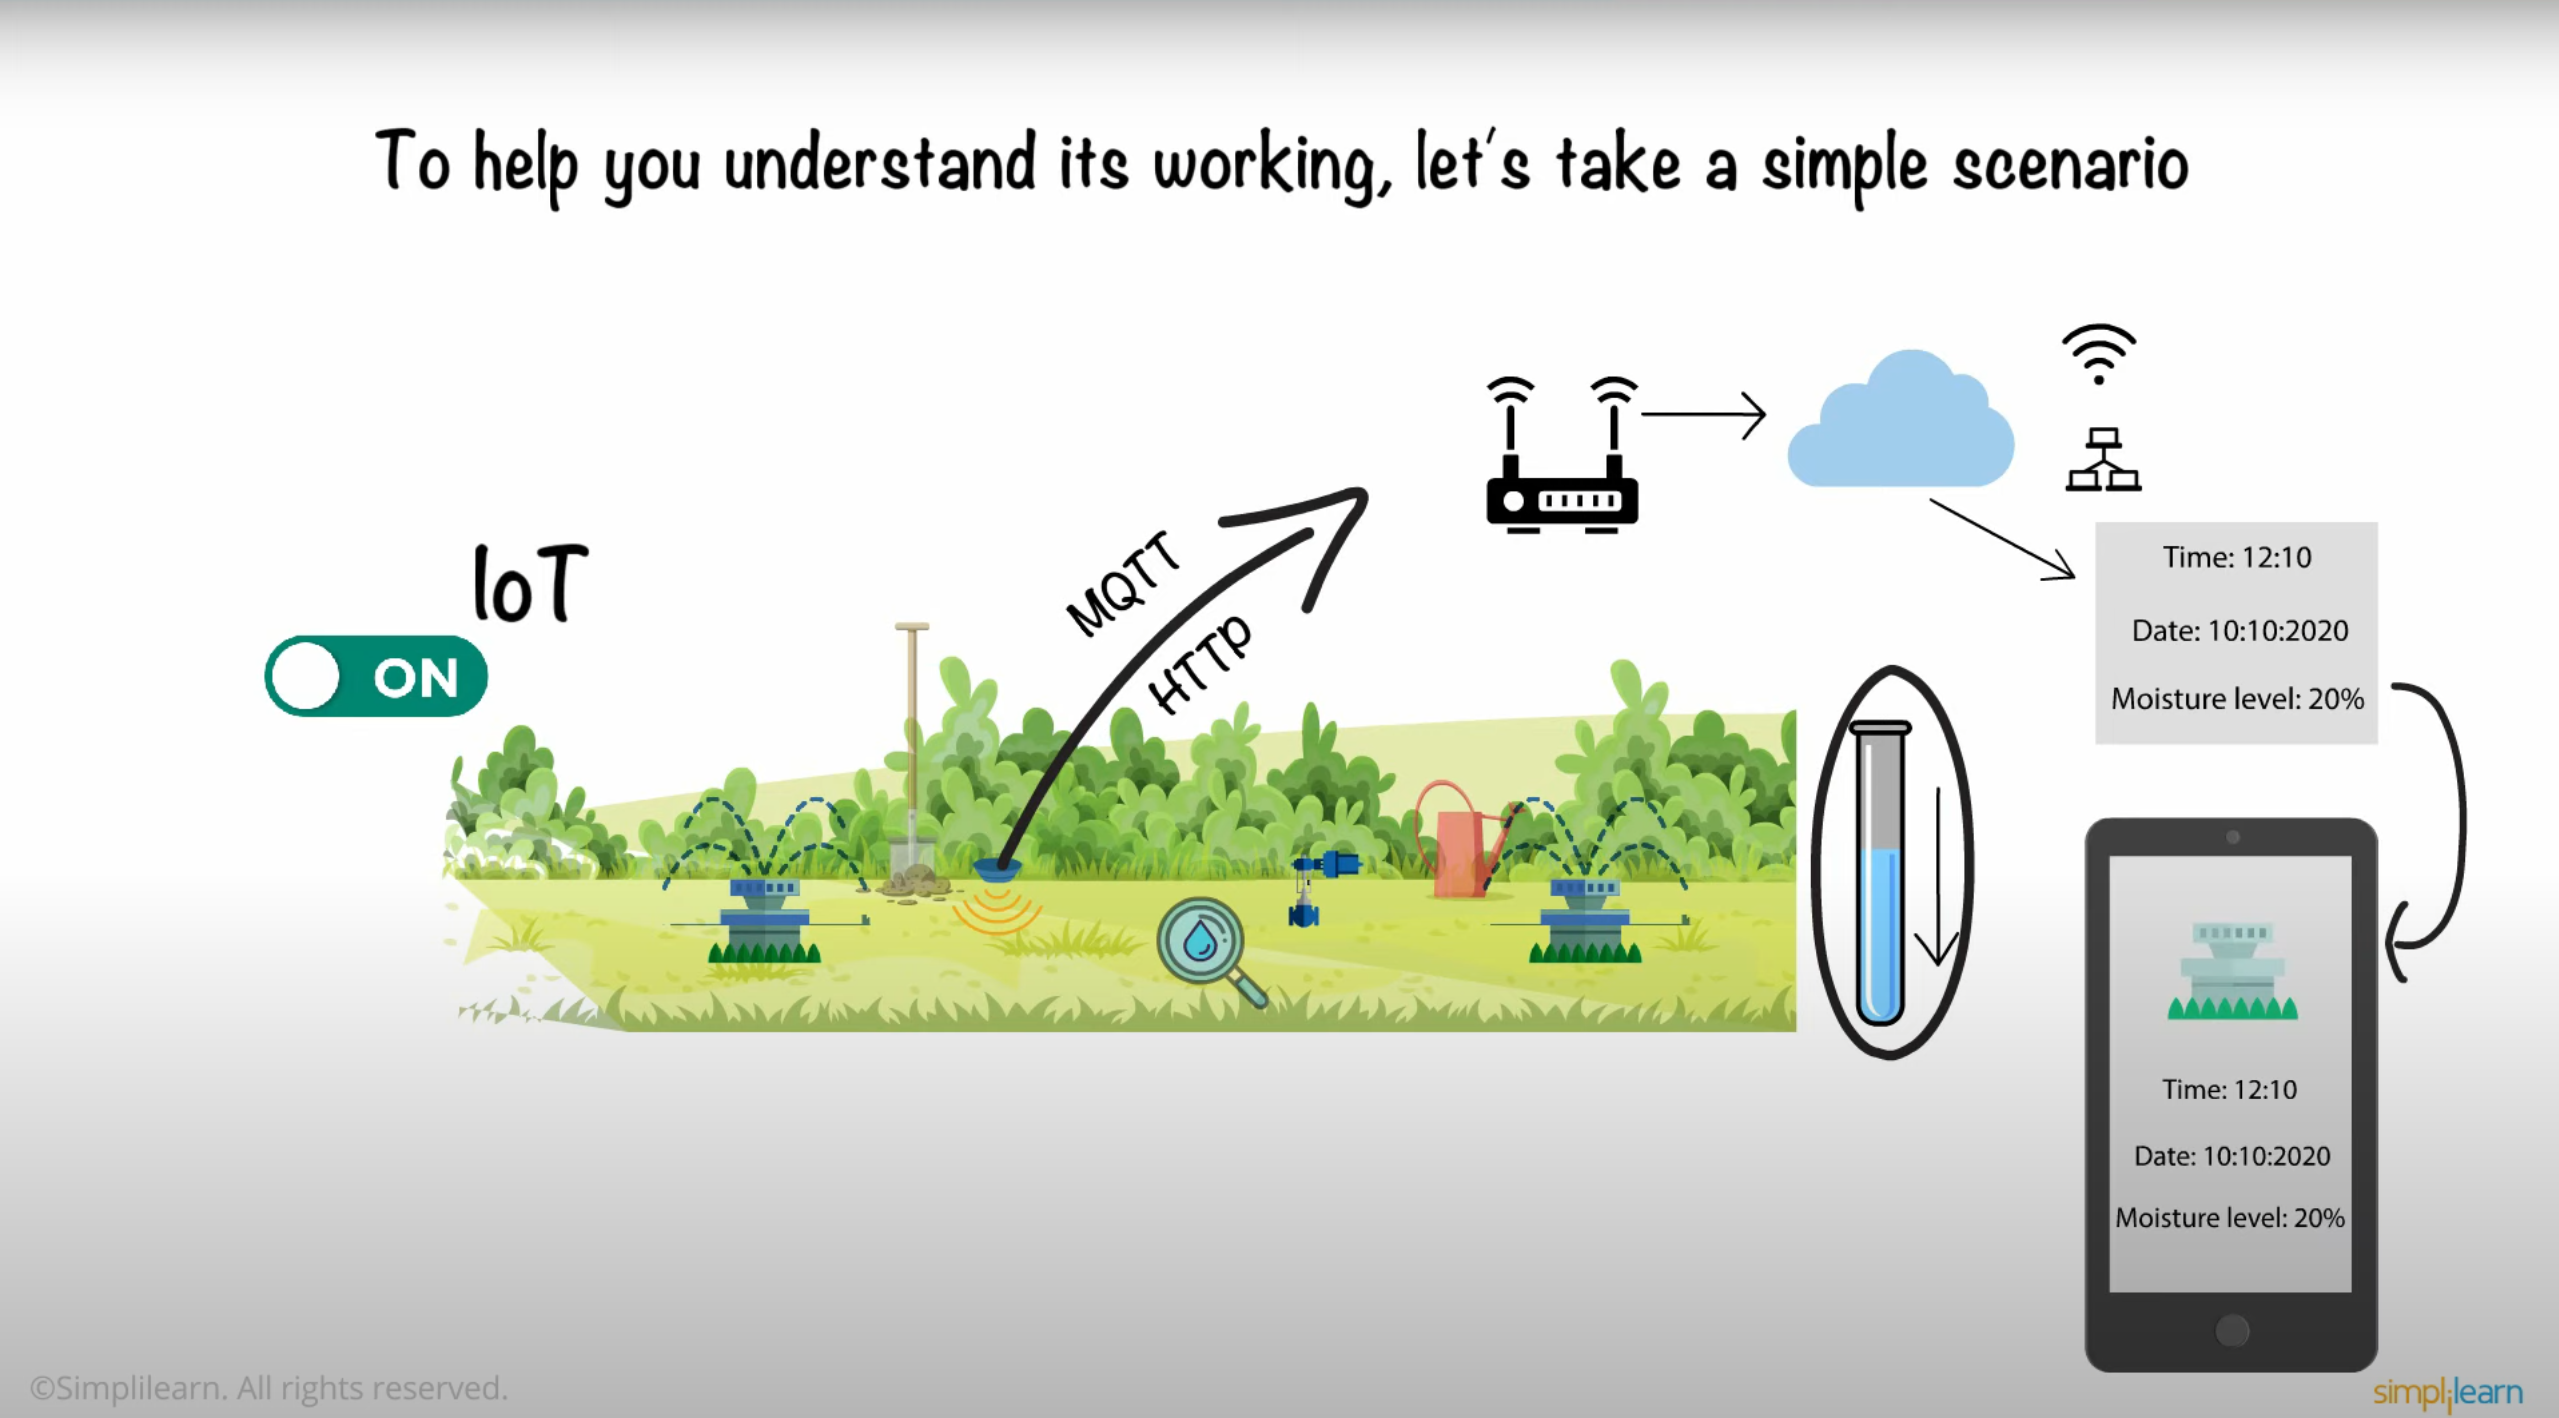 To help you understand its working, let's take a simple scenario
IoT
ON
MQTT
HTTP
Time: 12:10
Date: 10:10:2020
Moisture level: 20%
Time: 12:10
Date: 10:10:2020
Moisture level: 20%
©Simplilearn. All rights reserved.
simplilearn